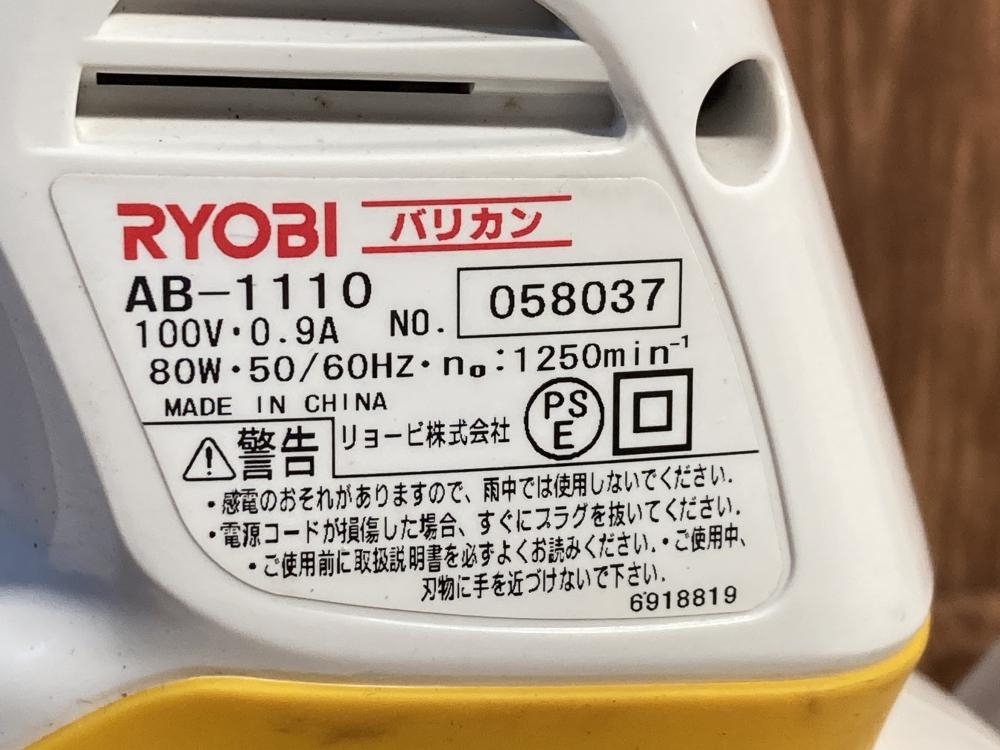 RYOBI バリカン
AB-1110
NO. 058037
100V·0.9A
80W·50/60HZ·n₀:1250min⁻¹
MADE IN CHINA
PSE
警告
リョービ株式会社
・感電のおそれがありますので、雨中では使用しないでください.
・電源コードが損傷した場合、すぐにプラグを抜いてください.
・ご使用前に取扱説明書を必ずよくお読みください.・ご使用中、
刃物に手を近づけないで下さい.
6918819